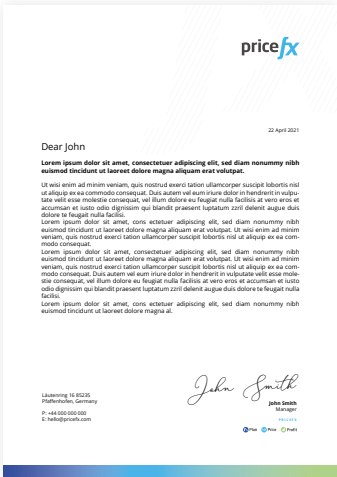 pricefx
22 April 2021
Dear John
Lorem ipsum dolor sit amet, consectetuer adipiscing elit, sed diam nonummy nibh
euismod tincidunt ut laoreet dolore magna aliquam erat volutpat.
Ut wisi enim ad minim veniam, quis nostrud exerci tation ullamcorper suscipit lobortis nisl
ut aliquip ex ea commodo consequat. Duis autem vel eum iriure dolor in hendrerit in vulpu-
tate velit esse molestie consequat, vel illum dolore eu feugiat nulla facilisis at vero eros et
accumsan et iusto odio dignissim qui blandit praesent luptatum zzril delenit augue duis
dolore te feugait nulla facilisi.
Lorem ipsum dolor sit amet, cons ectetuer adipiscing elit, sed diam nonummy nibh
euismod tincidunt ut laoreet dolore magna aliquam erat volutpat. Ut wisi enim ad minim
veniam, quis nostrud exerci tation ullamcorper suscipit lobortis nisl ut aliquip ex ea com-
modo consequat.
Lorem ipsum dolor sit amet, consectetuer adipiscing elit, sed diam nonummy nibh
euismod tincidunt ut laoreet dolore magna aliquam erat volutpat. Ut wisi enim ad minim
veniam, quis nostrud exerci tation ullamcorper suscipit lobortis nisl ut aliquip ex ea com-
modo consequat. Duis autem vel eum iriure dolor in hendrerit in vulputate velit esse mole-
stie consequat, vel illum dolore eu feugiat nulla facilisis at vero eros et accumsan et iusto
odio dignissim qui blandit praesent luptatum zzril delenit augue duis dolore te feugait nulla
facilisi.
Lorem ipsum dolor sit amet, cons ectetuer adipiscing elit, sed diam nonummy nibh
euismod tincidunt ut laoreet dolore magna al.
John Smith
Läutenring 16 85235
Pfaffenhofen, Germany
P: +44 000 000 000
E: hello@pricefx.com
John Smith
Manager
Plan Price Profit